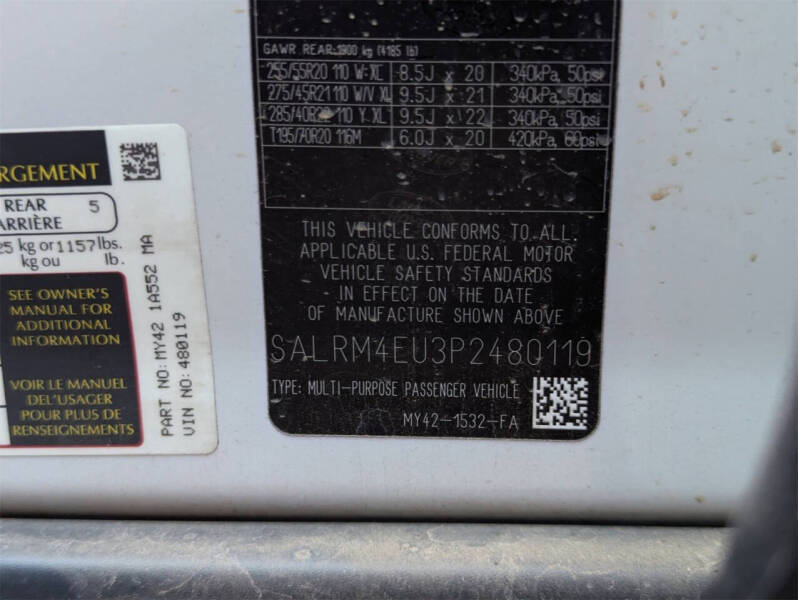 RGEMENT
REAR 5
ARRIÈRE
25 kg or 1157 lbs.
kg ou lb.
SEE OWNER'S
MANUAL FOR
ADDITIONAL
INFORMATION
VOIR LE MANUEL
DEL'USAGER
POUR PLUS DE
RENSEIGNEMENTS
PART NO: MY42 1A552 MA
VIN NO: 480119
GAWR REAR: 1900 kg (4185 lb)
255/55R20 110 W XL 8.5J x 20 340kPa, 50psi
275/45R21 110 W/V XL 9.5J x 21 340kPa, 50psi
285/40R22 110 Y XL 9.5J x 22 340kPa, 50psi
T195/70R20 116M 6.0J x 20 420kPa, 60psi
THIS VEHICLE CONFORMS TO ALL
APPLICABLE U.S. FEDERAL MOTOR
VEHICLE SAFETY STANDARDS
IN EFFECT ON THE DATE
OF MANUFACTURE SHOWN ABOVE
SALRM4EU3P2480119
TYPE: MULTI-PURPOSE PASSENGER VEHICLE
MY42-1532-FA